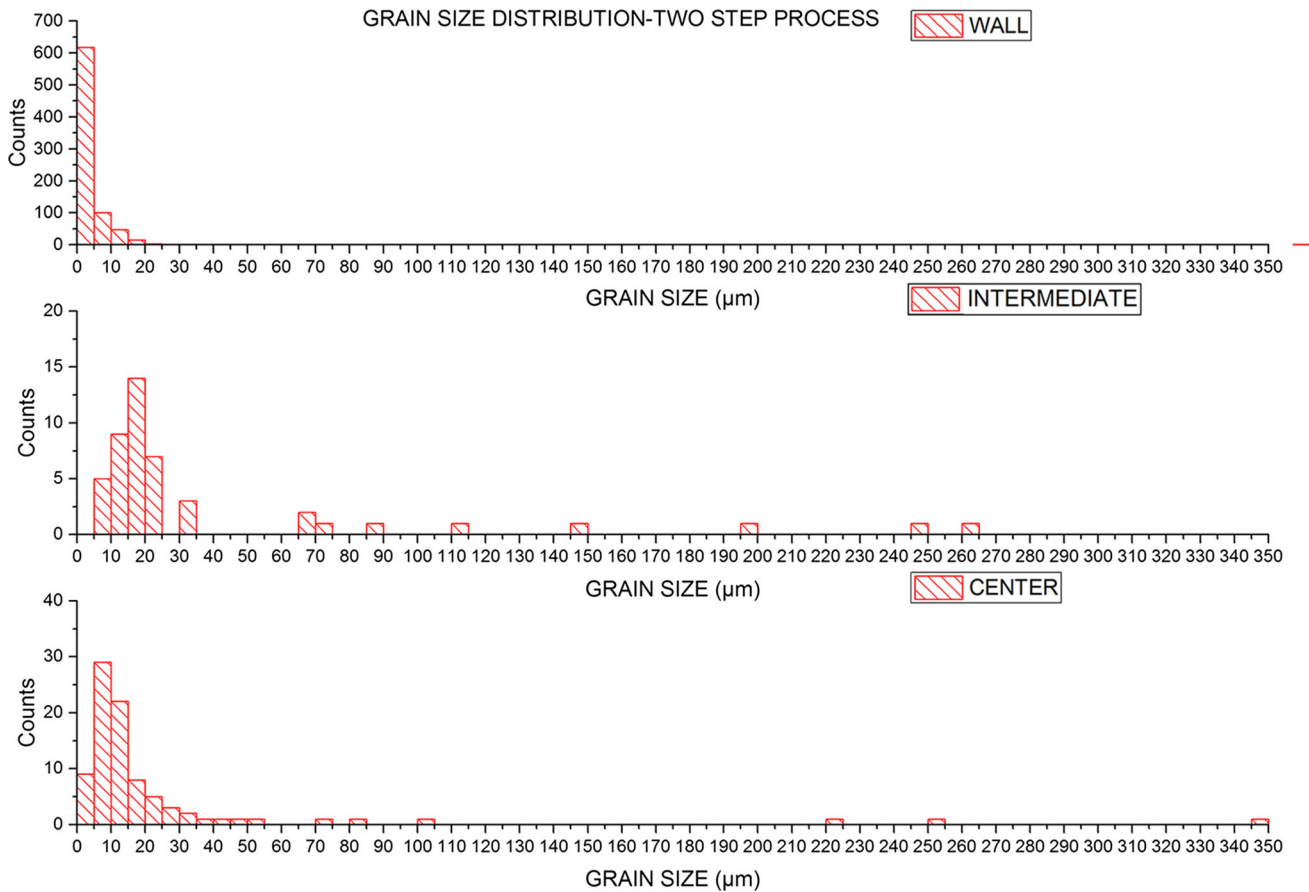 GRAIN SIZE DISTRIBUTION-TWO STEP PROCESS
WALL
700
600
500
400
300
200
100
0
Counts
0 10 20 30 40 50 60 70 80 90 100 110 120 130 140 150 160 170 180 190 200 210 220 230 240 250 260 270 280 290 300 310 320 330 340 350
GRAIN SIZE (μm)
INTERMEDIATE
20
15
10
5
0
Counts
0 10 20 30 40 50 60 70 80 90 100 110 120 130 140 150 160 170 180 190 200 210 220 230 240 250 260 270 280 290 300 310 320 330 340 350
GRAIN SIZE (μm)
CENTER
40
30
20
10
0
Counts
0 10 20 30 40 50 60 70 80 90 100 110 120 130 140 150 160 170 180 190 200 210 220 230 240 250 260 270 280 290 300 310 320 330 340 350
GRAIN SIZE (μm)